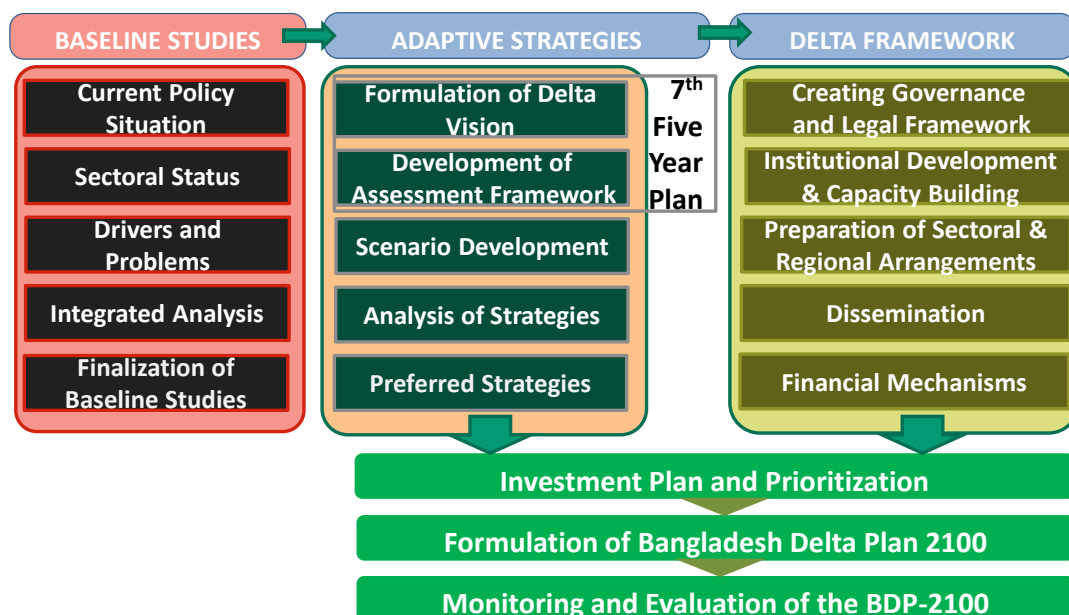 BASELINE STUDIES
ADAPTIVE STRATEGIES
DELTA FRAMEWORK
Current Policy
Situation
Sectoral Status
Drivers and
Problems
Integrated Analysis
Finalization of
Baseline Studies
Formulation of Delta
Vision
Development of
Assessment Framework
Scenario Development
Analysis of Strategies
Preferred Strategies
7th
Five
Year
Plan
Creating Governance
and Legal Framework
Institutional Development
& Capacity Building
Preparation of Sectoral &
Regional Arrangements
Dissemination
Financial Mechanisms
Investment Plan and Prioritization
Formulation of Bangladesh Delta Plan 2100
Monitoring and Evaluation of the BDP-2100